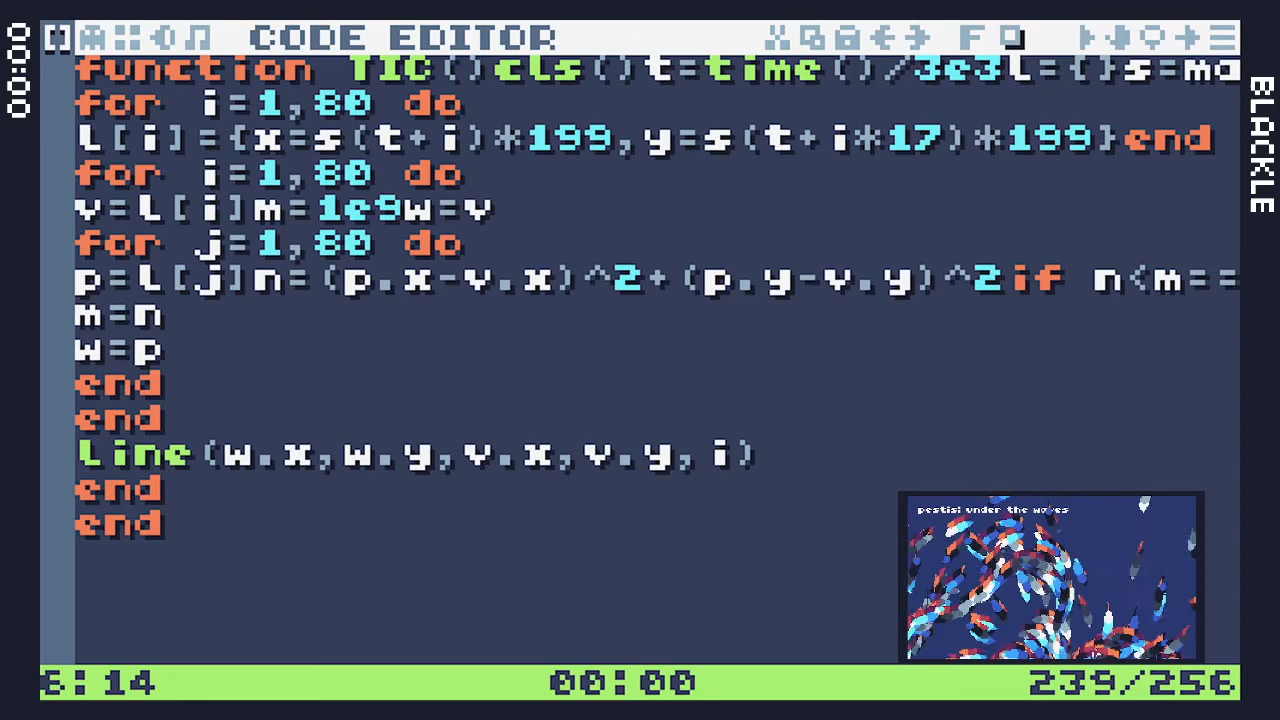 CODE EDITOR
00:00
BLACKLE
function TIC()cls()t=time()/3e3l={}s=ma
for i=1,80 do
l[i]={x=s(t+i)*199,y=s(t+i*17)*199}end
for i=1,80 do
v=l[i]m=1e9w=v
for j=1,80 do
p=l[j]n=(p.x-v.x)^2+(p.y-v.y)^2if n<m==
m=n
w=p
end
end
line(w.x,w.y,v.x,v.y,i)
end
end
pestis: under the waves
6:14
00:00
239/256